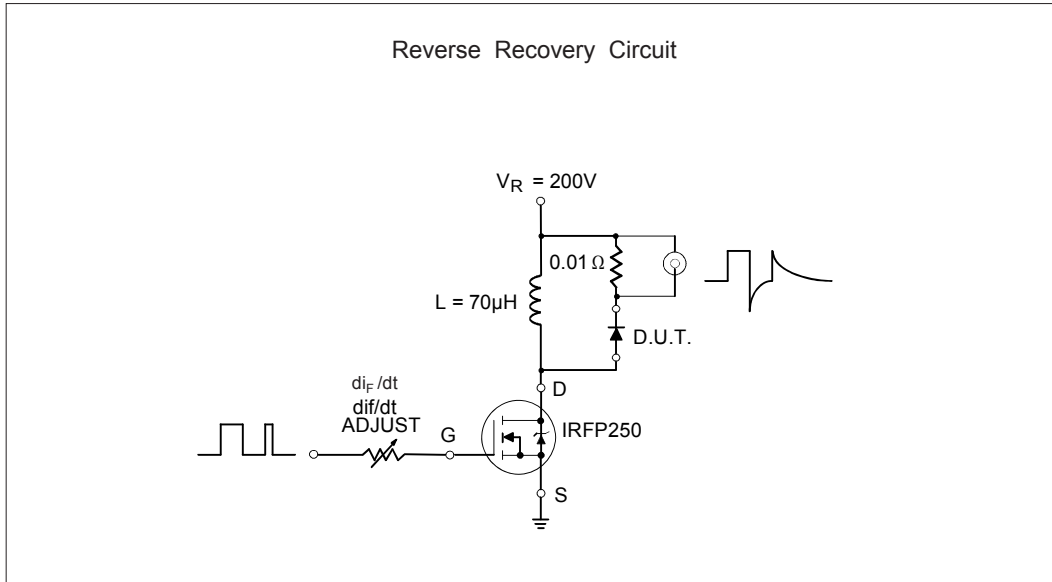 Reverse Recovery Circuit
V_R = 200V
0.01 Ω
L = 70µH
D.U.T.
di_F/dt
dif/dt
ADJUST
D
G
IRFP250
S